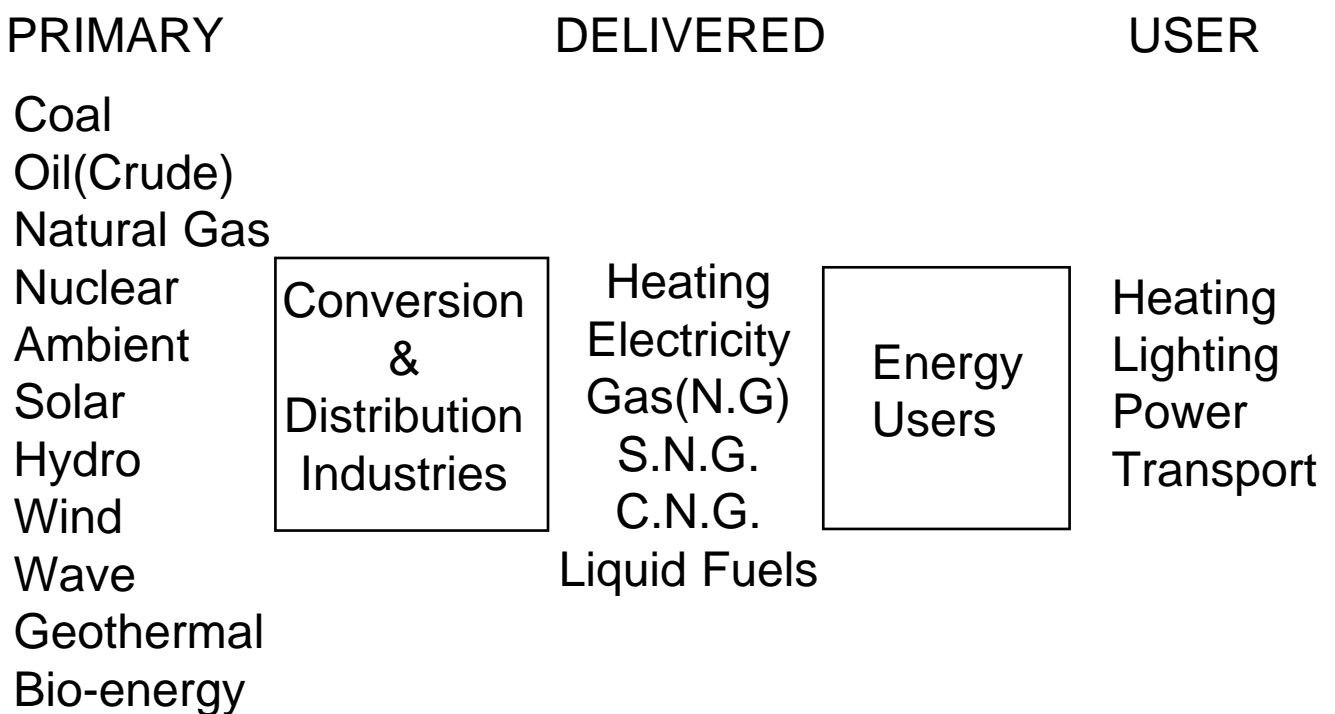 PRIMARY
DELIVERED
USER
Coal
Oil(Crude)
Natural Gas
Nuclear
Ambient
Solar
Hydro
Wind
Wave
Geothermal
Bio-energy
Conversion
&
Distribution
Industries
Heating
Electricity
Gas(N.G)
S.N.G.
C.N.G.
Liquid Fuels
Energy
Users
Heating
Lighting
Power
Transport